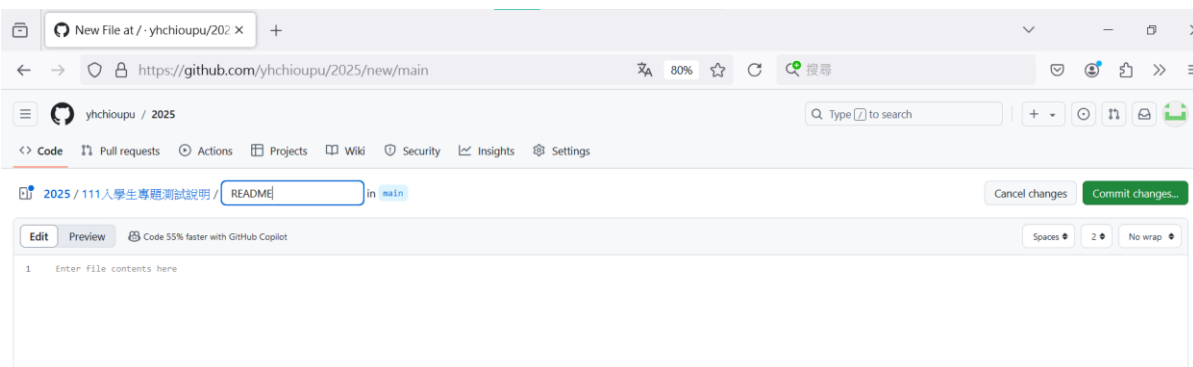 New File at / · yhchioupu/202
https://github.com/yhchioupu/2025/new/main
80%
搜尋
yhchioupu / 2025
Type / to search
Code Pull requests Actions Projects Wiki Security Insights Settings
2025 / 111人學生專題測試說明 / README in main
Cancel changes Commit changes...
Edit Preview Code 55% faster with GitHub Copilot
Spaces 2 No wrap
1 Enter file contents here